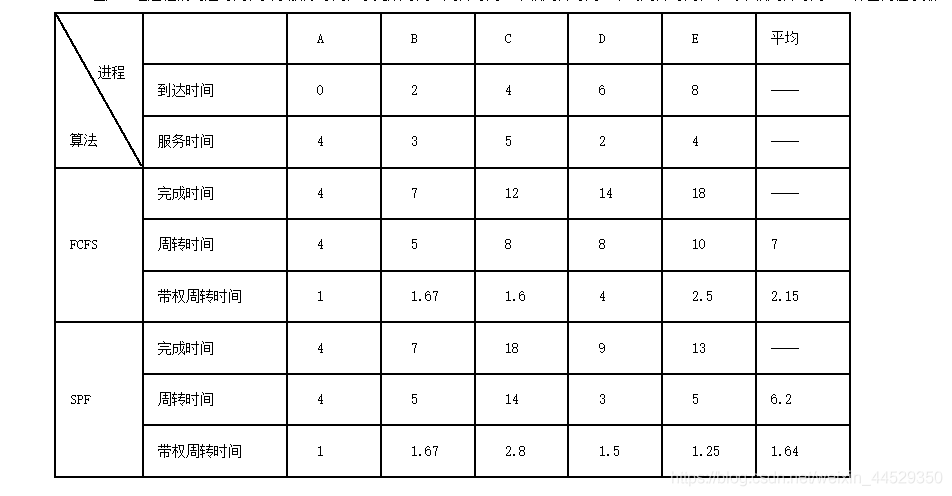 A B C D E 平均
进程
到达时间 0 2 4 6 8 ——
算法
服务时间 4 3 5 2 4 ——
完成时间 4 7 12 14 18 ——
FCFS 周转时间 4 5 8 8 10 7
带权周转时间 1 1.67 1.6 4 2.5 2.15
完成时间 4 7 18 9 13 ——
SPF 周转时间 4 5 14 3 5 6.2
带权周转时间 1 1.67 2.8 1.5 1.25 1.64
https://blog.csdn.net/weixin_44529350